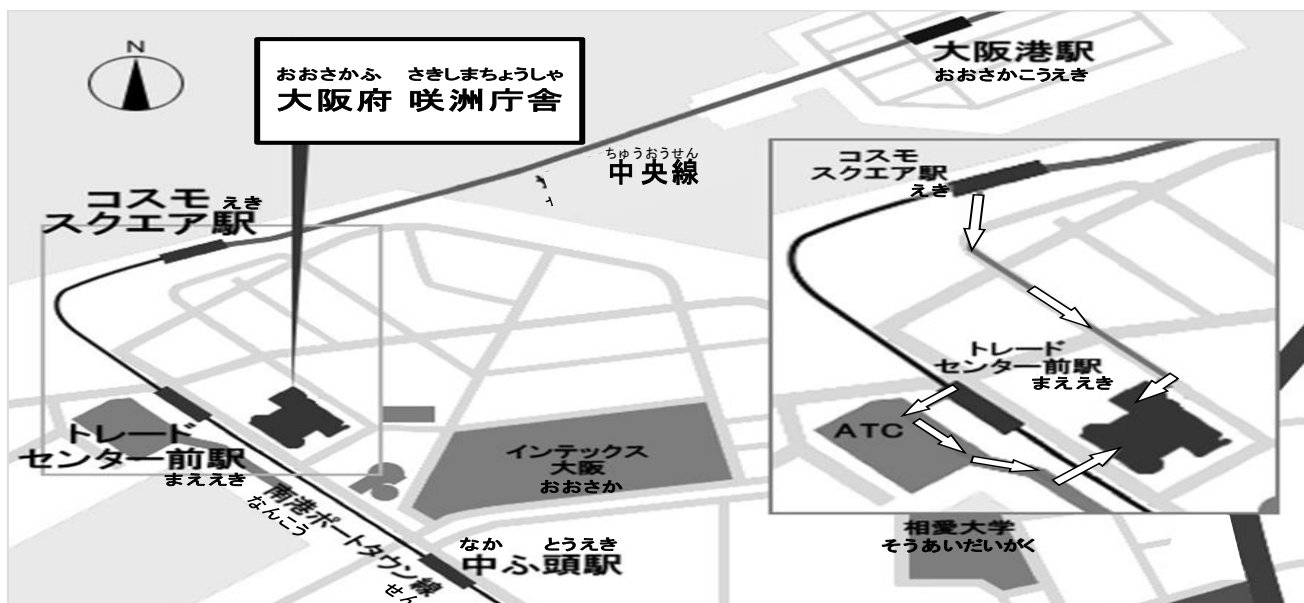 N
おおさかふ さきしまちょうしゃ
大阪府 咲洲庁舎
大阪港駅
おおさかこうえき
ちゅうおうせん
中央線
コスモ
スクエア駅
えき
トレード
センター前駅
まええき
インテックス
大阪
おおさか
南港ポートタウン線
なんこう
せん
なか とうえき
中ふ頭駅
コスモ
スクエア駅
えき
トレード
センター前駅
まええき
ATC
相愛大学
そうあいだいがく